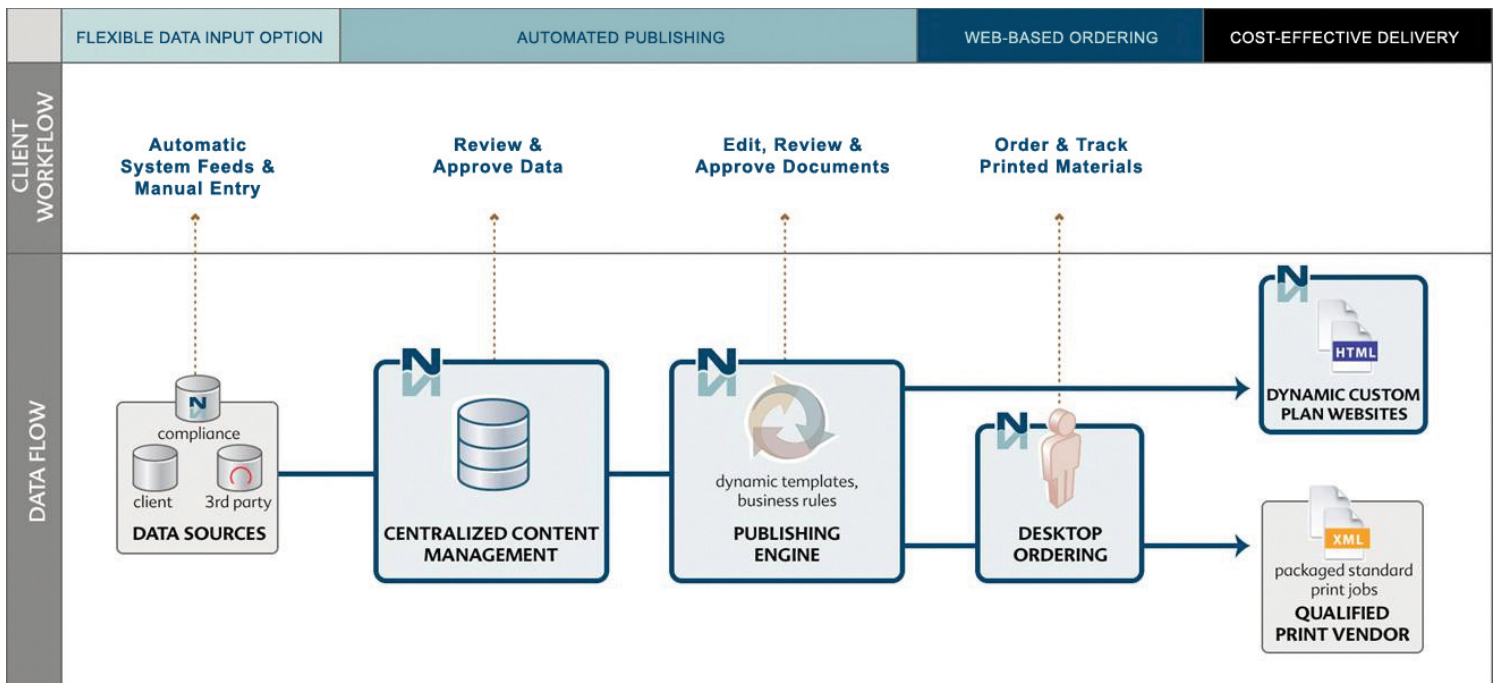 FLEXIBLE DATA INPUT OPTION
AUTOMATED PUBLISHING
WEB-BASED ORDERING
COST-EFFECTIVE DELIVERY
CLIENT
WORKFLOW
Automatic
System Feeds &
Manual Entry
Review &
Approve Data
Edit, Review &
Approve Documents
Order & Track
Printed Materials
DATA FLOW
N
compliance
client
3rd party
DATA SOURCES
N
CENTRALIZED CONTENT
MANAGEMENT
N
dynamic templates,
business rules
PUBLISHING
ENGINE
N
DESKTOP
ORDERING
N
HTML
DYNAMIC CUSTOM
PLAN WEBSITES
XML
packaged standard
print jobs
QUALIFIED
PRINT VENDOR